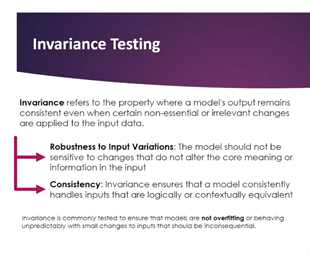 Invariance Testing
Invariance refers to the property where a model's output remains
consistent even when certain non-essential or irrelevant changes
are applied to the input data.
Robustness to Input Variations: The model should not be
sensitive to changes that do not alter the core meaning or
information in the input
Consistency: Invariance ensures that a model consistently
handles inputs that are logically or contextually equivalent
Invariance is commonly tested to ensure that models are not overfitting or behaving
unpredictably with small changes to inputs that should be inconsequential.